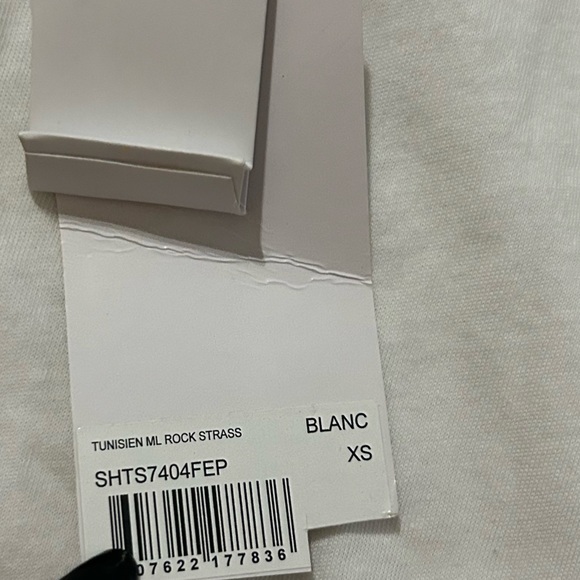 TUNISIEN ML ROCK STRASS
BLANC
SHTS7404FEP
XS
07622 177836